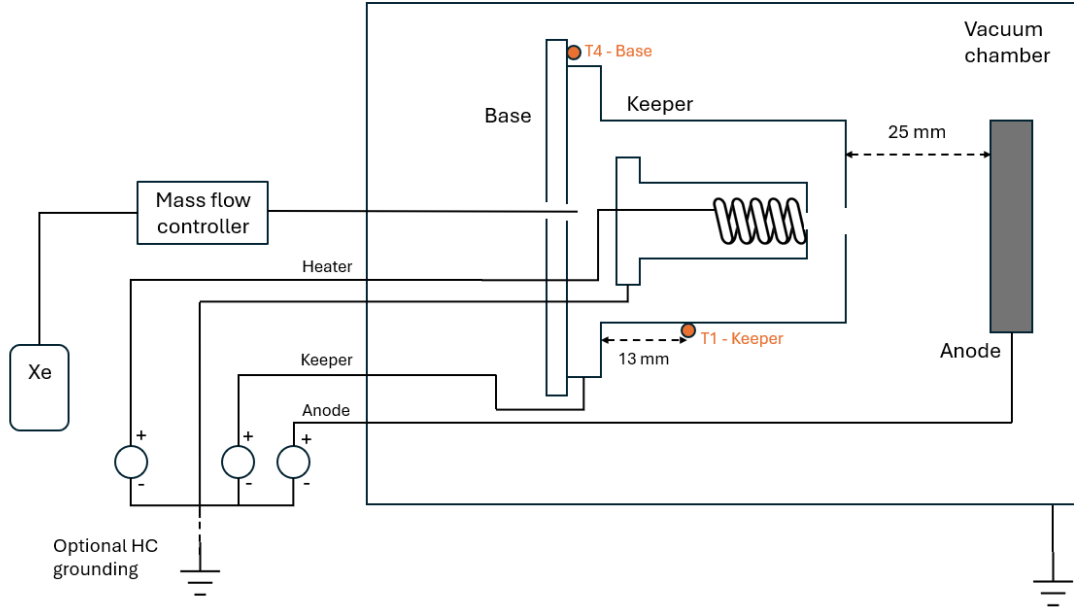 Vacuum
chamber
T4 - Base
Keeper
Base
25 mm
Mass flow
controller
Heater
T1 - Keeper
13 mm
Anode
Keeper
Xe
Anode
+
+
+
-
-
-
Optional HC
grounding